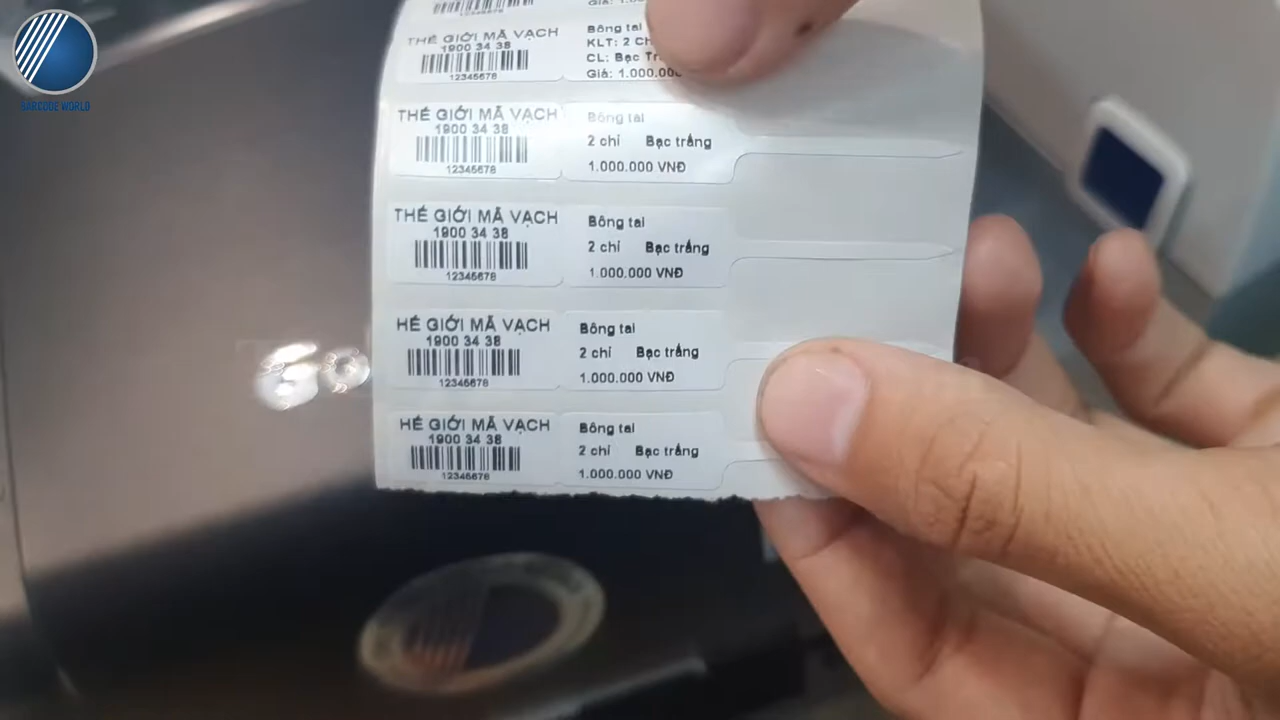 BARCODE WORLD
Giá: 1.0
THẾ GIỚI MÃ VẠCH
1900 34 38
12345678
Bông tai
KLT: 2 Ch
CL: Bạc Tr
Giá: 1.000.000
THẾ GIỚI MÃ VẠCH
1900 34 38
12345678
Bông tai
2 chỉ Bạc trắng
1.000.000 VNĐ
THẾ GIỚI MÃ VẠCH
1900 34 38
12345678
Bông tai
2 chỉ Bạc trắng
1.000.000 VNĐ
HẾ GIỚI MÃ VẠCH
1900 34 38
12345678
Bông tai
2 chỉ Bạc trắng
1.000.000 VNĐ
HẾ GIỚI MÃ VẠCH
1900 34 38
12345678
Bông tai
2 chỉ Bạc trắng
1.000.000 VNĐ